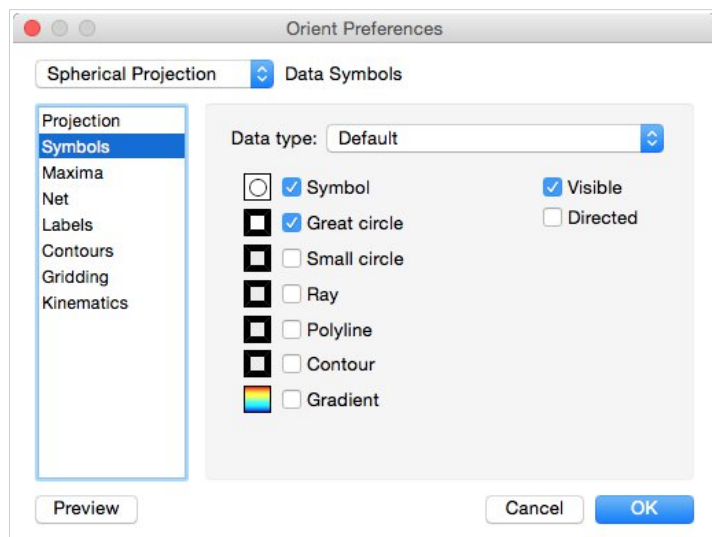 Orient Preferences
Spherical Projection Data Symbols
Projection
Symbols
Maxima
Net
Labels
Contours
Gridding
Kinematics
Data type: Default
Symbol Visible
Great circle Directed
Small circle
Ray
Polyline
Contour
Gradient
Preview Cancel OK